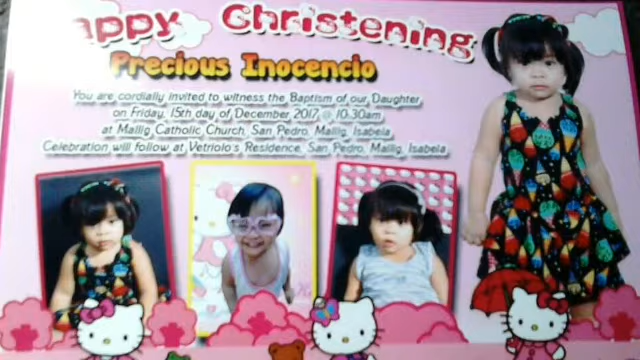 Happy Christening
Precious Inocencio
You are cordially invited to witness the Baptism of our Daughter
on Friday, 15th day of December 2017 @ 10:30am
at Mallig Catholic Church, San Pedro, Mallig, Isabela
Celebration will follow at Vetriolo's Residence, San Pedro, Mallig, Isabela